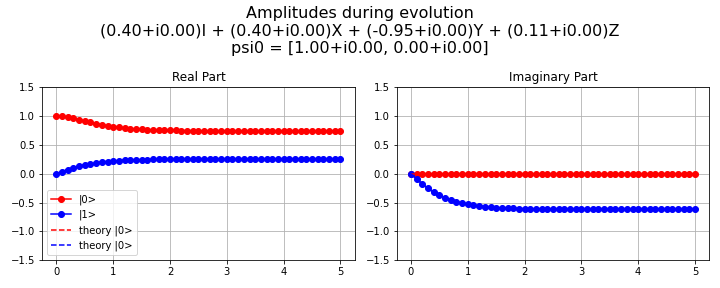 Amplitudes during evolution
(0.40+i0.00)I + (0.40+i0.00)X + (-0.95+i0.00)Y + (0.11+i0.00)Z
psi0 = [1.00+i0.00, 0.00+i0.00]
Real Part
1.5
1.0
0.5
0.0
−0.5
−1.0
−1.5
|0>
|1>
theory |0>
theory |0>
0 1 2 3 4 5
Imaginary Part
1.5
1.0
0.5
0.0
−0.5
−1.0
−1.5
0 1 2 3 4 5